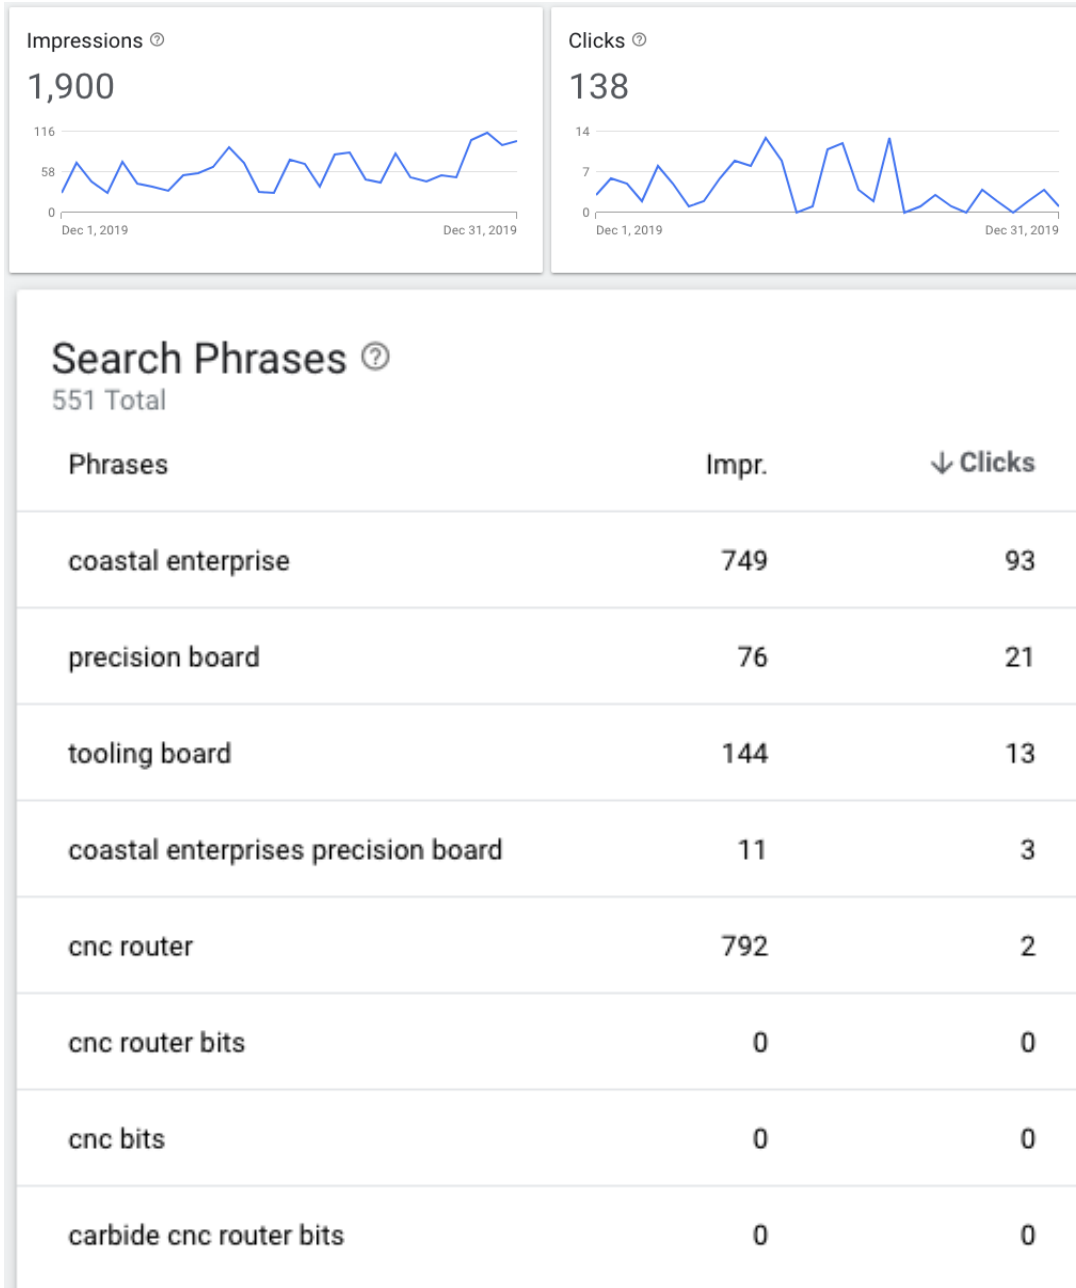 Impressions
1,900
116
58
0
Dec 1, 2019 Dec 31, 2019
Clicks
138
14
7
0
Dec 1, 2019 Dec 31, 2019
Search Phrases
551 Total
Phrases Impr. ↓ Clicks
coastal enterprise 749 93
precision board 76 21
tooling board 144 13
coastal enterprises precision board 11 3
cnc router 792 2
cnc router bits 0 0
cnc bits 0 0
carbide cnc router bits 0 0